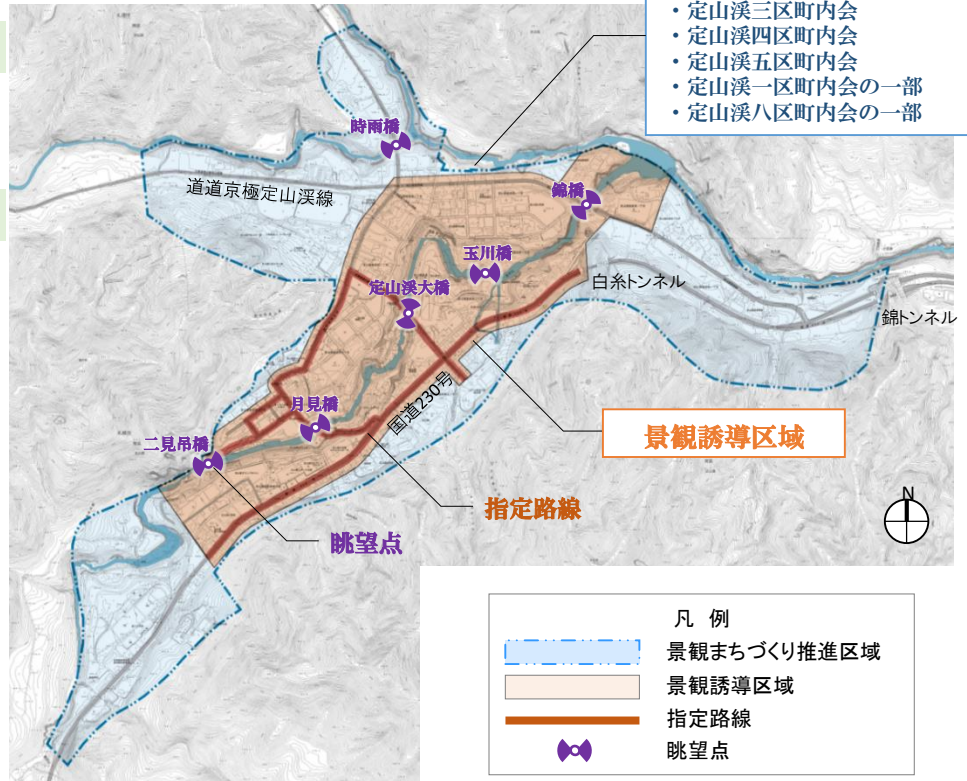 ・定山渓三区町内会
・定山渓四区町内会
・定山渓五区町内会
・定山渓一区町内会の一部
・定山渓八区町内会の一部
時雨橋
道道京極定山渓線
錦橋
玉川橋
白糸トンネル
定山渓大橋
錦トンネル
月見橋
国道230号
二見吊橋
景観誘導区域
指定路線
眺望点
N
凡 例
景観まちづくり推進区域
景観誘導区域
指定路線
眺望点